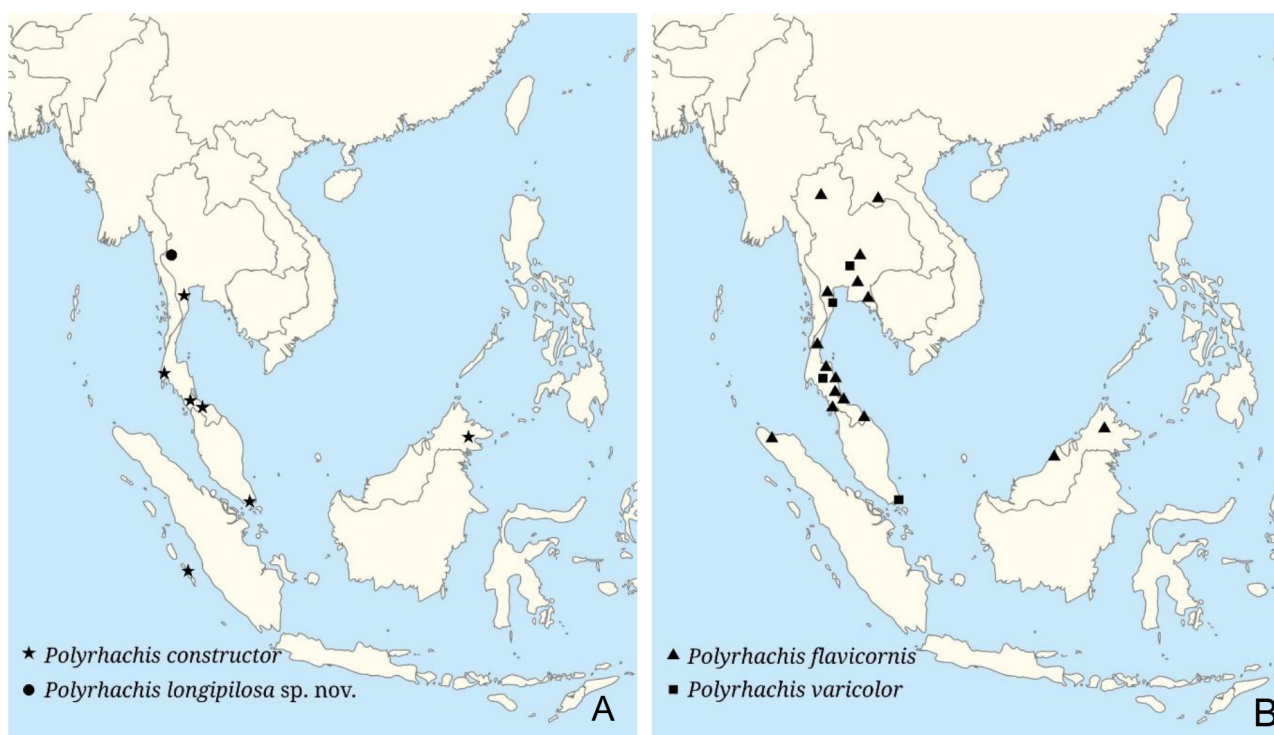 Polyrhachis constructor
Polyrhachis longipilosa sp. nov.
A
Polyrhachis flavicornis
Polyrhachis varicolor
B